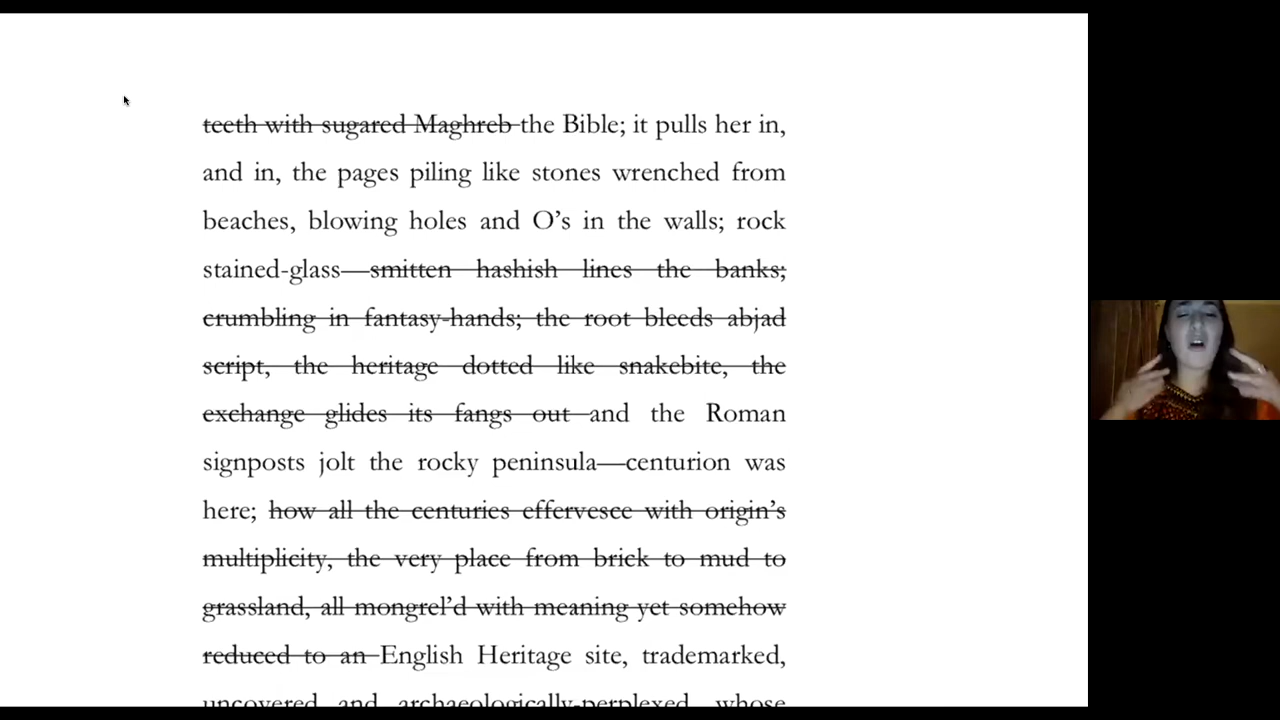 teeth with sugared Maghreb the Bible; it pulls her in,
and in, the pages piling like stones wrenched from
beaches, blowing holes and O’s in the walls; rock
stained-glass—smitten hashish lines the banks;
crumbling in fantasy-hands; the root bleeds abjad
script, the heritage dotted like snakebite, the
exchange glides its fangs out and the Roman
signposts jolt the rocky peninsula—centurion was
here; how all the centuries effervesce with origin’s
multiplicity, the very place from brick to mud to
grassland, all mongrel’d with meaning yet somehow
reduced to an English Heritage site, trademarked,
uncovered and archaeologically-perplexed, whose